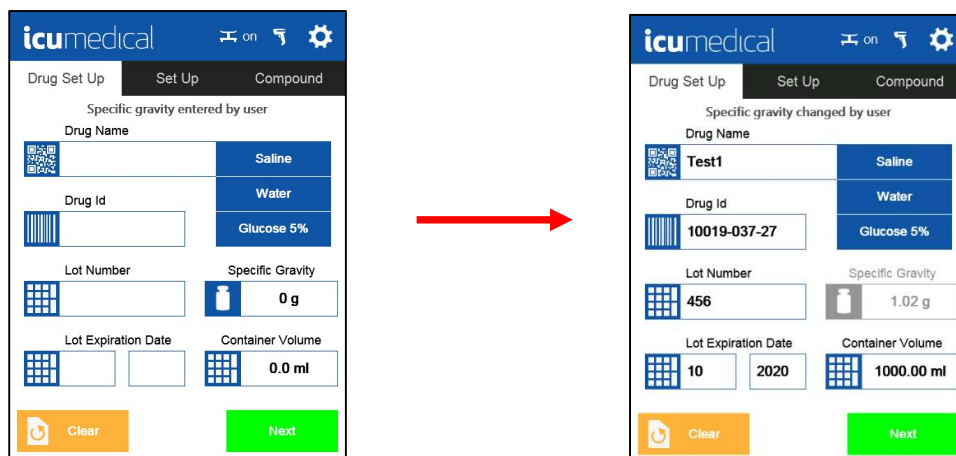 icumedical on
Drug Set Up Set Up Compound
Specific gravity entered by user
Drug Name
Saline
Water
Drug Id
Glucose 5%
Lot Number Specific Gravity
0 g
Lot Expiration Date Container Volume
0.0 ml
Clear Next
icumedical on
Drug Set Up Set Up Compound
Specific gravity changed by user
Drug Name
Test1 Saline
Water
Drug Id
10019-037-27 Glucose 5%
Lot Number Specific Gravity
456 1.02 g
Lot Expiration Date Container Volume
10 2020 1000.00 ml
Clear Next